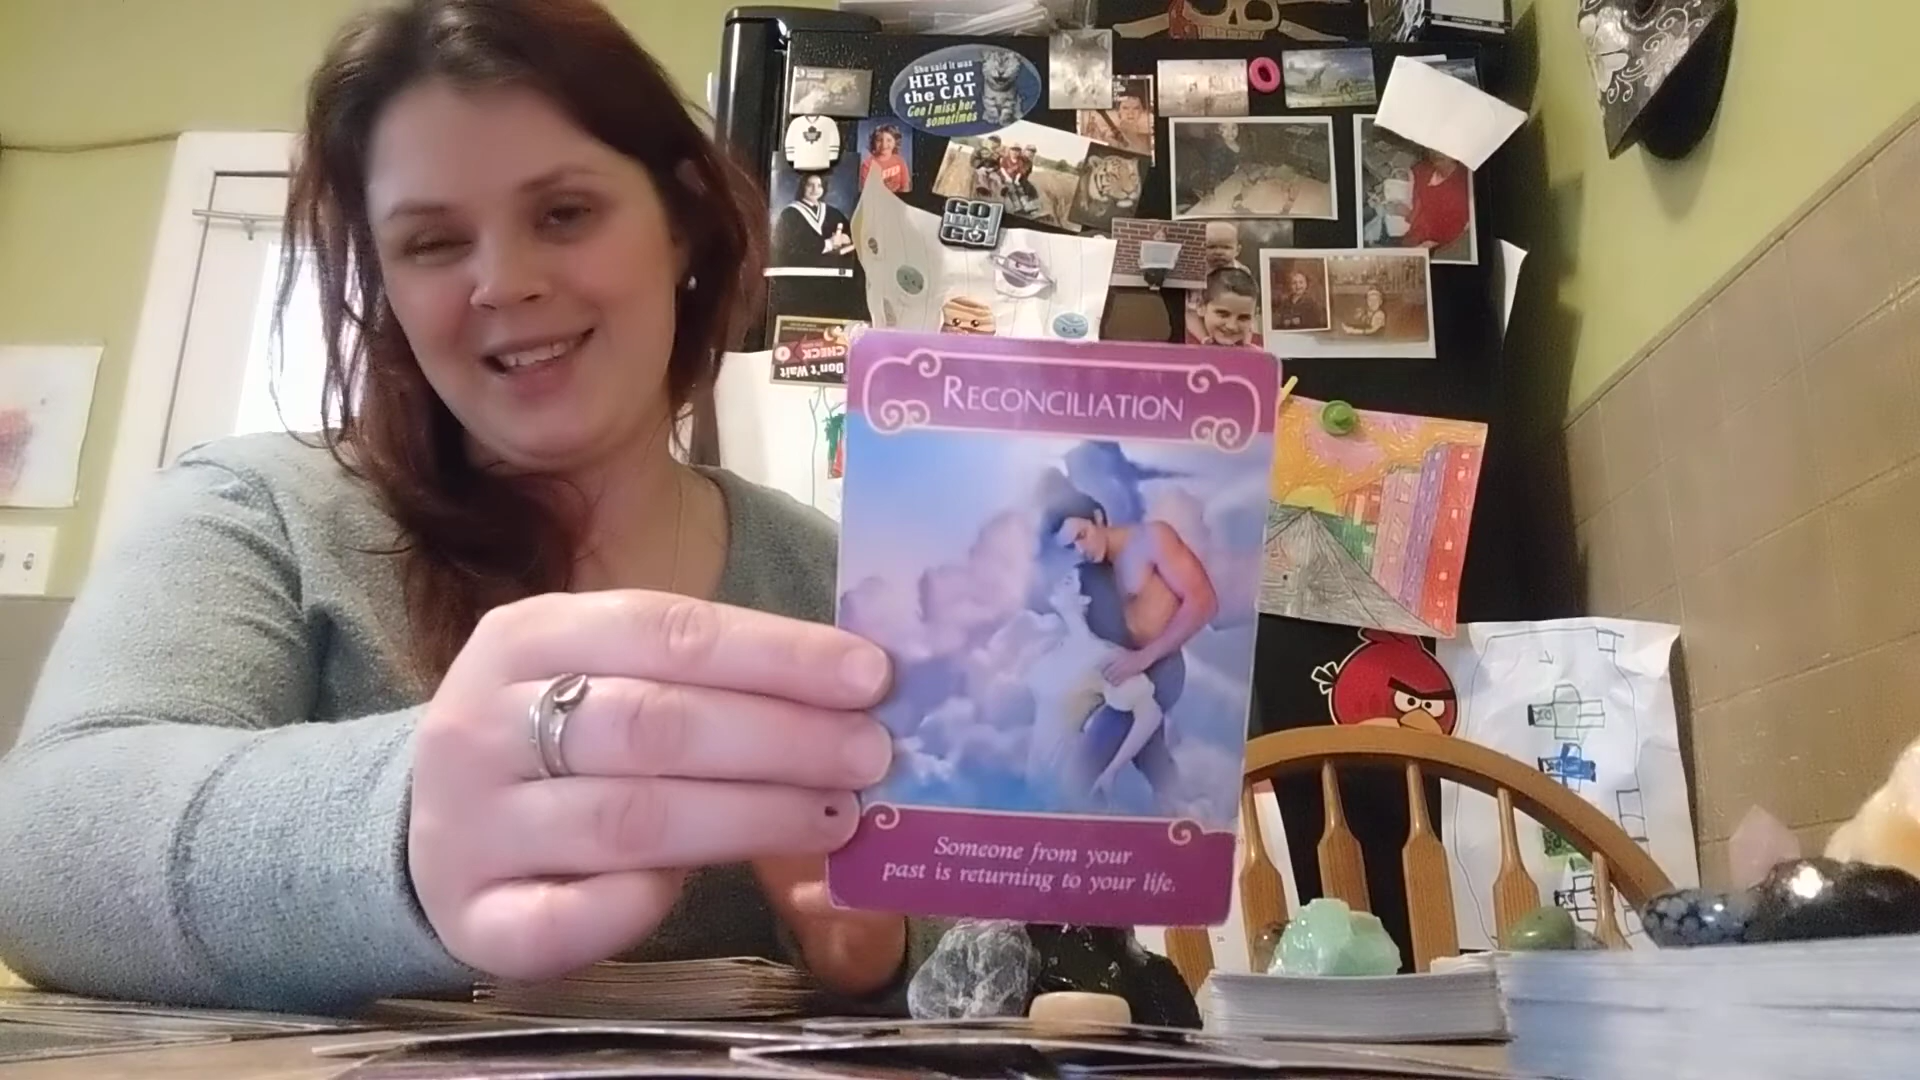 She said it was
HER or
the CAT
Gee I miss her
sometimes
GO
LEAFS
GO!
Don't Wait
CHECK
RECONCILIATION
Someone from your
past is returning to your life.